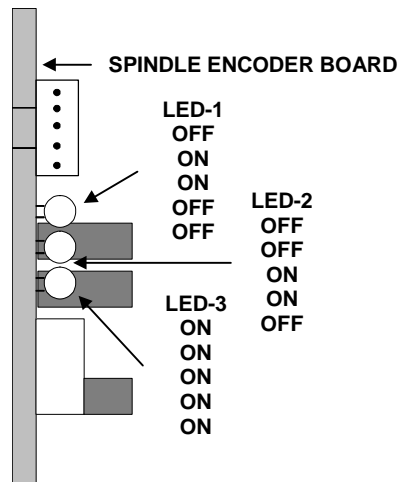 SPINDLE ENCODER BOARD
LED-1
OFF
ON
ON
OFF
OFF
LED-2
OFF
OFF
ON
ON
OFF
LED-3
ON
ON
ON
ON
ON